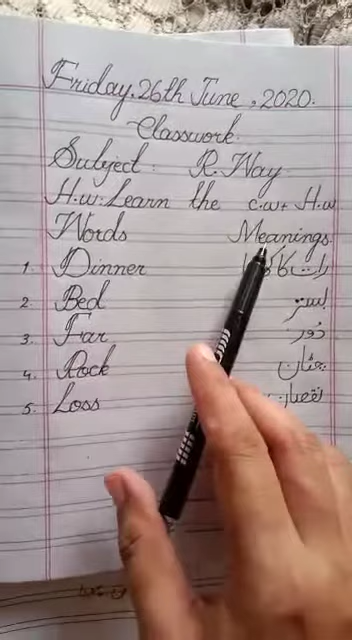 Friday, 26th June, 2020.
Classwork
Subject: R.Way
H.w: Learn the c.w + H.w
Words Meanings
1. Dinner رات کا
2. Bed بستر
3. Far دور
4. Rock چٹان
5. Loss نقصان